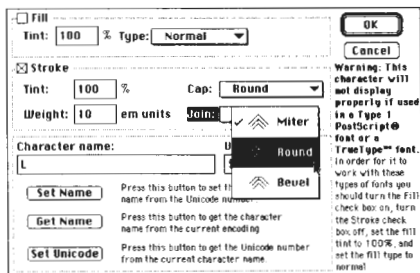 Fill
Tint: 100 % Type: Normal
Stroke
Tint: 100 % Cap: Round
Weight: 10 em units Join:
Miter
Round
Bevel
Character name: U
L
Set Name Press this button to set th
name from the Unicode number
Get Name Press this button to get the character
name from the current encoding
Set Unicode Press this button to get the Unicode number
from the current character name.
OK
Cancel
Warning: This
character will
not display
properly if used
in a Type 1
PostScript®
font or a
TrueType™ font.
In order for it to
work with these
types of fonts you
should turn the Fill
check box on, turn
the Stroke check
box off, set the fill
tint to 100%, and
set the fill type to
normal